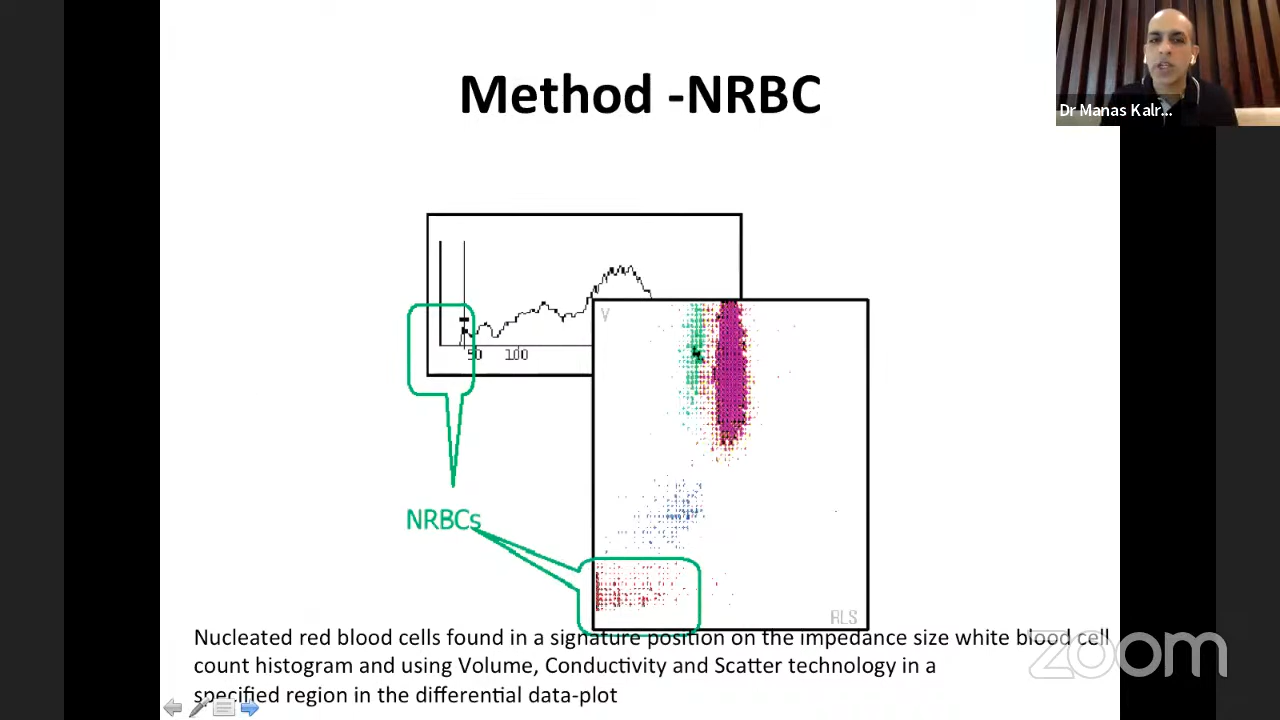 Method -NRBC
Dr Manas Kalr...
50 100
V
NRBCs
RLS
Nucleated red blood cells found in a signature position on the impedance size white blood cell
count histogram and using Volume, Conductivity and Scatter technology in a
specified region in the differential data-plot
zoom